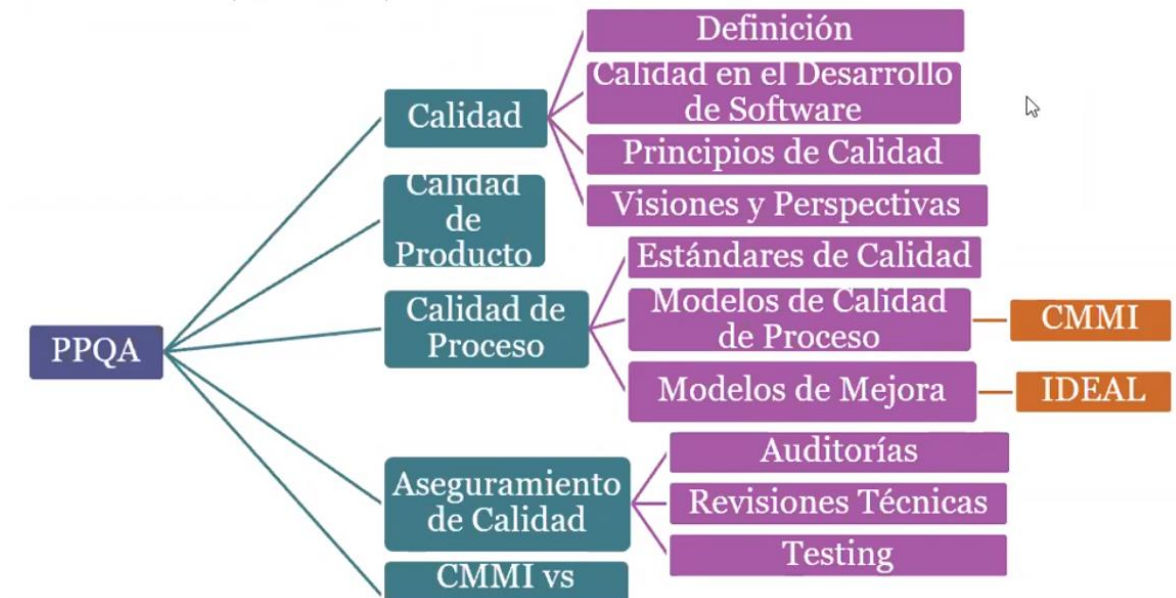 PPQA
Calidad
Definición
Calidad en el Desarrollo
de Software
Principios de Calidad
Visiones y Perspectivas
Calidad
de
Producto
Calidad de
Proceso
Estándares de Calidad
Modelos de Calidad
de Proceso
CMMI
Modelos de Mejora
IDEAL
Aseguramiento
de Calidad
Auditorías
Revisiones Técnicas
Testing
CMMI vs